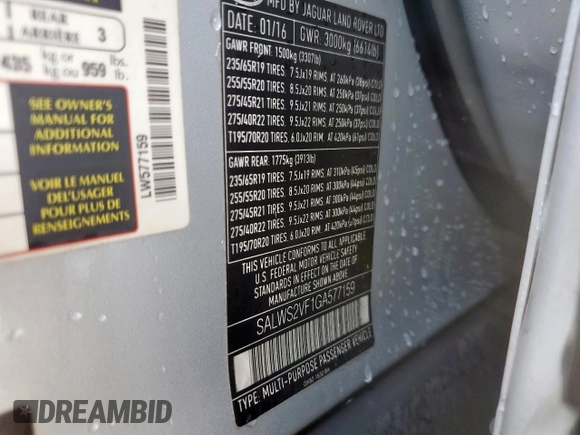 REAR 3
ARRIÈRE
435 kg or kg ou 959 lbs. lb.
SEE OWNER'S
MANUAL FOR
ADDITIONAL
INFORMATION
VOIR LE MANUEL
DEL'USAGER
POUR PLUS DE
RENSEIGNEMENTS
LW577159
MFD BY JAGUAR LAND ROVER LTD
DATE: 01/16 GWR: 3000kg (6614lb)
GAWR FRONT: 1500kg (3307lb)
235/65R19 TIRES. 7.5Jx19 RIMS. AT 260kPa (38psi) COLD
255/55R20 TIRES. 8.5Jx20 RIMS. AT 250kPa (37psi) COLD
275/45R21 TIRES. 9.5Jx21 RIMS. AT 250kPa (37psi) COLD
275/40R22 TIRES. 9.5Jx22 RIMS. AT 250kPa (37psi) COLD
T195/70R20 TIRES. 6.0Jx20 RIM. AT 420kPa (61psi) COLD
GAWR REAR: 1775kg (3913lb)
235/65R19 TIRES. 7.5Jx19 RIMS. AT 310kPa (45psi) COLD
255/55R20 TIRES. 8.5Jx20 RIMS. AT 300kPa (44psi) COLD
275/45R21 TIRES. 9.5Jx21 RIMS. AT 300kPa (44psi) COLD
275/40R22 TIRES. 9.5Jx22 RIMS. AT 300kPa (44psi) COLD
T195/70R20 TIRES. 6.0Jx20 RIM. AT 420kPa (61psi) COLD
THIS VEHICLE CONFORMS TO ALL APPLICABLE
U.S. FEDERAL MOTOR VEHICLE SAFETY
STANDARDS IN EFFECT ON THE DATE OF
MANUFACTURE SHOWN ABOVE
SALWS2VF1GA577159
TYPE: MULTI-PURPOSE PASSENGER VEHICLE
DREAMBID